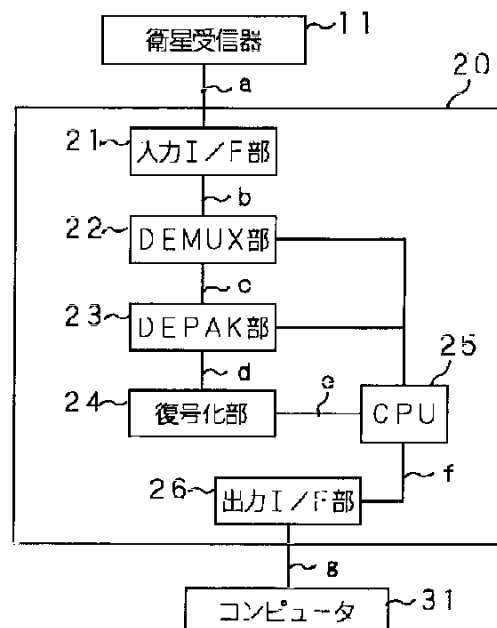 衛星受信器 11
a
20
21 入力I/F部
b
22 DEMUX部
c
23 DEPAK部
25
d
24 復号化部 e CPU
f
26 出力I/F部
g
コンピュータ 31